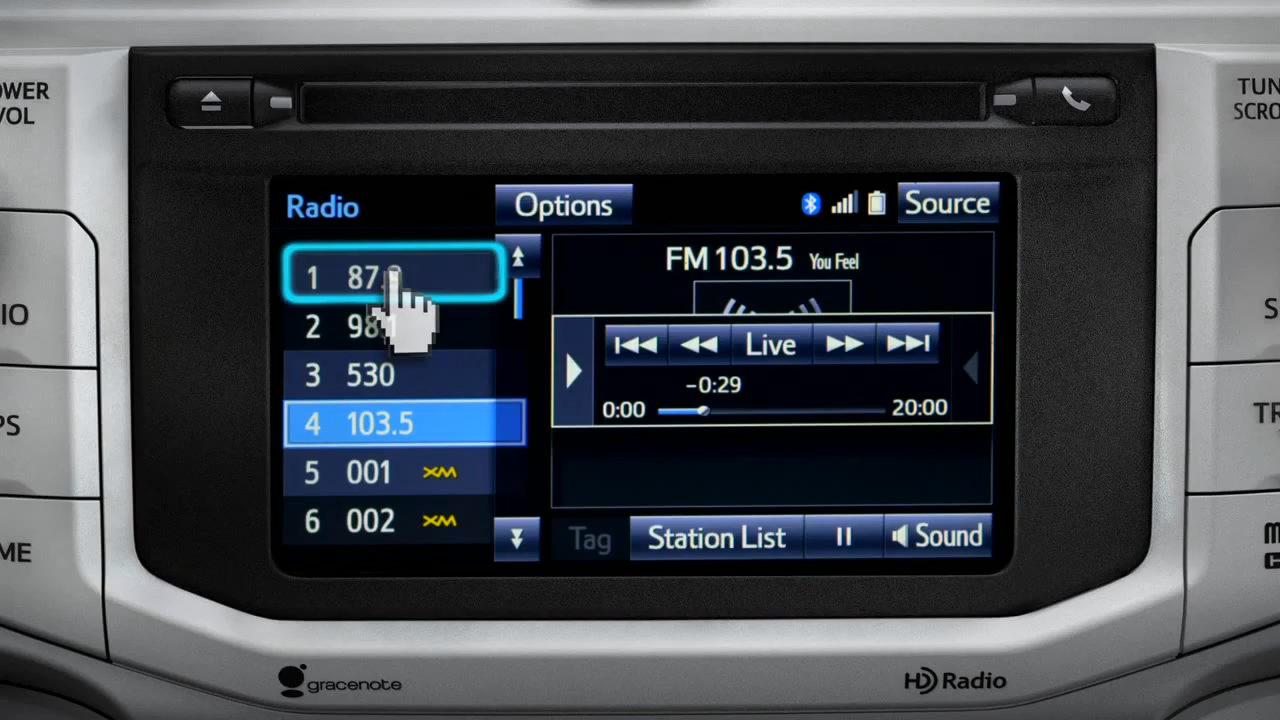 OWER
VOL
TUN
SCRO
Radio
Options
Source
1 87.
2 98
3 530
4 103.5
5 001 XM
6 002 XM
FM 103.5 You Feel
Live
-0:29
0:00
20:00
Tag
Station List
Sound
IO
PS
ME
S
TR
gracenote
HD Radio